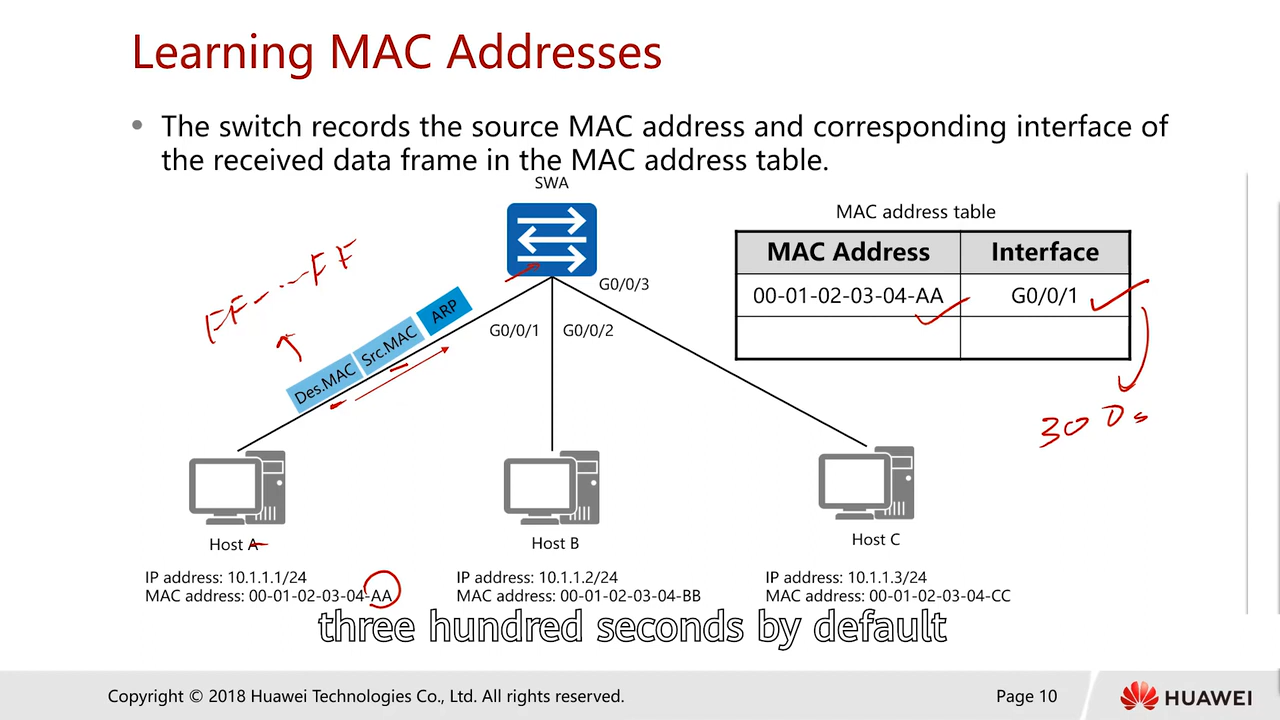 Learning MAC Addresses
• The switch records the source MAC address and corresponding interface of
the received data frame in the MAC address table.
SWA
MAC address table
MAC Address Interface
00-01-02-03-04-AA G0/0/1
FF-...FF
G0/0/3
ARP
G0/0/1 G0/0/2
Src.MAC
Des.MAC
300s
Host A
Host B
Host C
IP address: 10.1.1.1/24
MAC address: 00-01-02-03-04-AA
IP address: 10.1.1.2/24
MAC address: 00-01-02-03-04-BB
IP address: 10.1.1.3/24
MAC address: 00-01-02-03-04-CC
three hundred seconds by default
Copyright © 2018 Huawei Technologies Co., Ltd. All rights reserved.
Page 10
HUAWEI